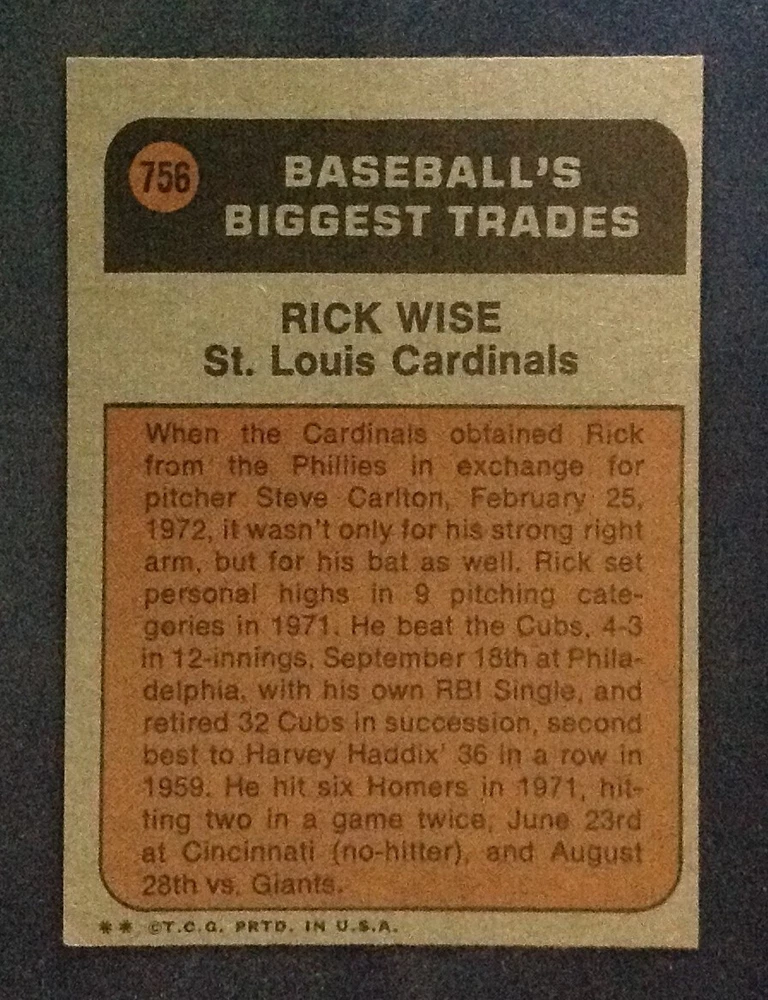 756
BASEBALL'S
BIGGEST TRADES
RICK WISE
St. Louis Cardinals
When the Cardinals obtained Rick
from the Phillies in exchange for
pitcher Steve Carlton, February 25,
1972, it wasn't only for his strong right
arm, but for his bat as well. Rick set
personal highs in 9 pitching cate-
gories in 1971. He beat the Cubs, 4-3
in 12-innings, September 18th at Phila-
delphia, with his own RBI Single, and
retired 32 Cubs in succession, second
best to Harvey Haddix' 36 in a row in
1959. He hit six Homers in 1971, hit-
ting two in a game twice, June 23rd
at Cincinnati (no-hitter), and August
28th vs. Giants.
** ©T.C.G. PRTD. IN U.S.A.